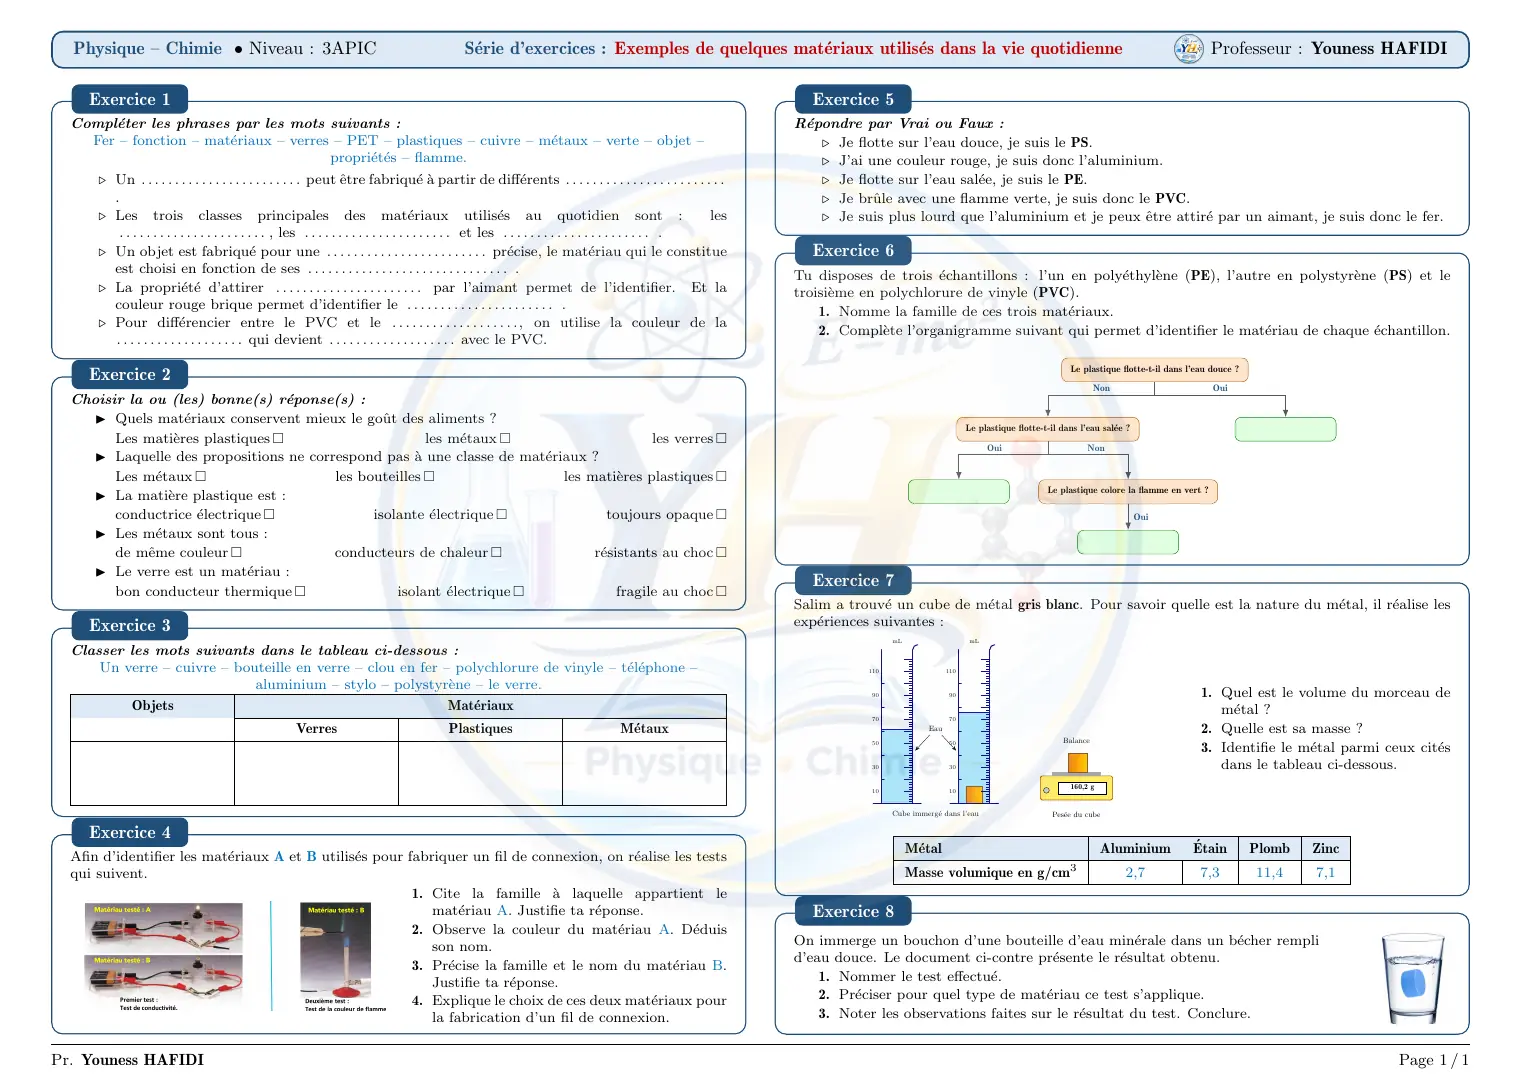 Physique – Chimie • Niveau : 3APIC
Série d'exercices : Exemples de quelques matériaux utilisés dans la vie quotidienne
Professeur : Youness HAFIDI
Exercice 1
Compléter les phrases par les mots suivants :
Fer – fonction – matériaux – verres – PET – plastiques – cuivre – métaux – verte – objet –
propriétés – flamme.
▷ Un ........................ peut être fabriqué à partir de différents ........................
.
▷ Les trois classes principales des matériaux utilisés au quotidien sont : les
......................, les ...................... et les ...................... .
▷ Un objet est fabriqué pour une ........................ précise, le matériau qui le constitue
est choisi en fonction de ses .............................. .
▷ La propriété d'attirer ...................... par l'aimant permet de l'identifier. Et la
couleur rouge brique permet d'identifier le ...................... .
▷ Pour différencier entre le PVC et le ..................., on utilise la couleur de la
................... qui devient ................... avec le PVC.
Exercice 2
Choisir la ou (les) bonne(s) réponse(s) :
▶ Quels matériaux conservent mieux le goût des aliments ?
Les matières plastiques □ les métaux □ les verres □
▶ Laquelle des propositions ne correspond pas à une classe de matériaux ?
Les métaux □ les bouteilles □ les matières plastiques □
▶ La matière plastique est :
conductrice électrique □ isolante électrique □ toujours opaque □
▶ Les métaux sont tous :
de même couleur □ conducteurs de chaleur □ résistants au choc □
▶ Le verre est un matériau :
bon conducteur thermique □ isolant électrique □ fragile au choc □
Exercice 3
Classer les mots suivants dans le tableau ci-dessous :
Un verre – cuivre – bouteille en verre – clou en fer – polychlorure de vinyle – téléphone –
aluminium – stylo – polystyrène – le verre.
Objets Matériaux
Verres Plastiques Métaux
Exercice 4
Afin d'identifier les matériaux A et B utilisés pour fabriquer un fil de connexion, on réalise les tests
qui suivent.
Matériau testé : A
Matériau testé : B
Premier test :
Test de conductivité.
Matériau testé : B
Deuxième test :
Test de la couleur de flamme
1. Cite la famille à laquelle appartient le
matériau A. Justifie ta réponse.
2. Observe la couleur du matériau A. Déduis
son nom.
3. Précise la famille et le nom du matériau B.
Justifie ta réponse.
4. Explique le choix de ces deux matériaux pour
la fabrication d'un fil de connexion.
Exercice 5
Répondre par Vrai ou Faux :
▷ Je flotte sur l'eau douce, je suis le PS.
▷ J'ai une couleur rouge, je suis donc l'aluminium.
▷ Je flotte sur l'eau salée, je suis le PE.
▷ Je brûle avec une flamme verte, je suis donc le PVC.
▷ Je suis plus lourd que l'aluminium et je peux être attiré par un aimant, je suis donc le fer.
Exercice 6
Tu disposes de trois échantillons : l'un en polyéthylène (PE), l'autre en polystyrène (PS) et le
troisième en polychlorure de vinyle (PVC).
1. Nomme la famille de ces trois matériaux.
2. Complète l'organigramme suivant qui permet d'identifier le matériau de chaque échantillon.
Le plastique flotte-t-il dans l'eau douce ?
Non Oui
Le plastique flotte-t-il dans l'eau salée ?
Oui Non
Le plastique colore la flamme en vert ?
Oui
Exercice 7
Salim a trouvé un cube de métal gris blanc. Pour savoir quelle est la nature du métal, il réalise les
expériences suivantes :
mL mL
110 110
90 90
70 70
50 50
30 30
10 10
Eau
Cube immergé dans l'eau
Balance
160,2 g
Pesée du cube
1. Quel est le volume du morceau de
métal ?
2. Quelle est sa masse ?
3. Identifie le métal parmi ceux cités
dans le tableau ci-dessous.
Métal Aluminium Étain Plomb Zinc
Masse volumique en g/cm³ 2,7 7,3 11,4 7,1
Exercice 8
On immerge un bouchon d'une bouteille d'eau minérale dans un bécher rempli
d'eau douce. Le document ci-contre présente le résultat obtenu.
1. Nommer le test effectué.
2. Préciser pour quel type de matériau ce test s'applique.
3. Noter les observations faites sur le résultat du test. Conclure.
E=mc²
YH
Physique • Chimie
Pr. Youness HAFIDI
Page 1 / 1